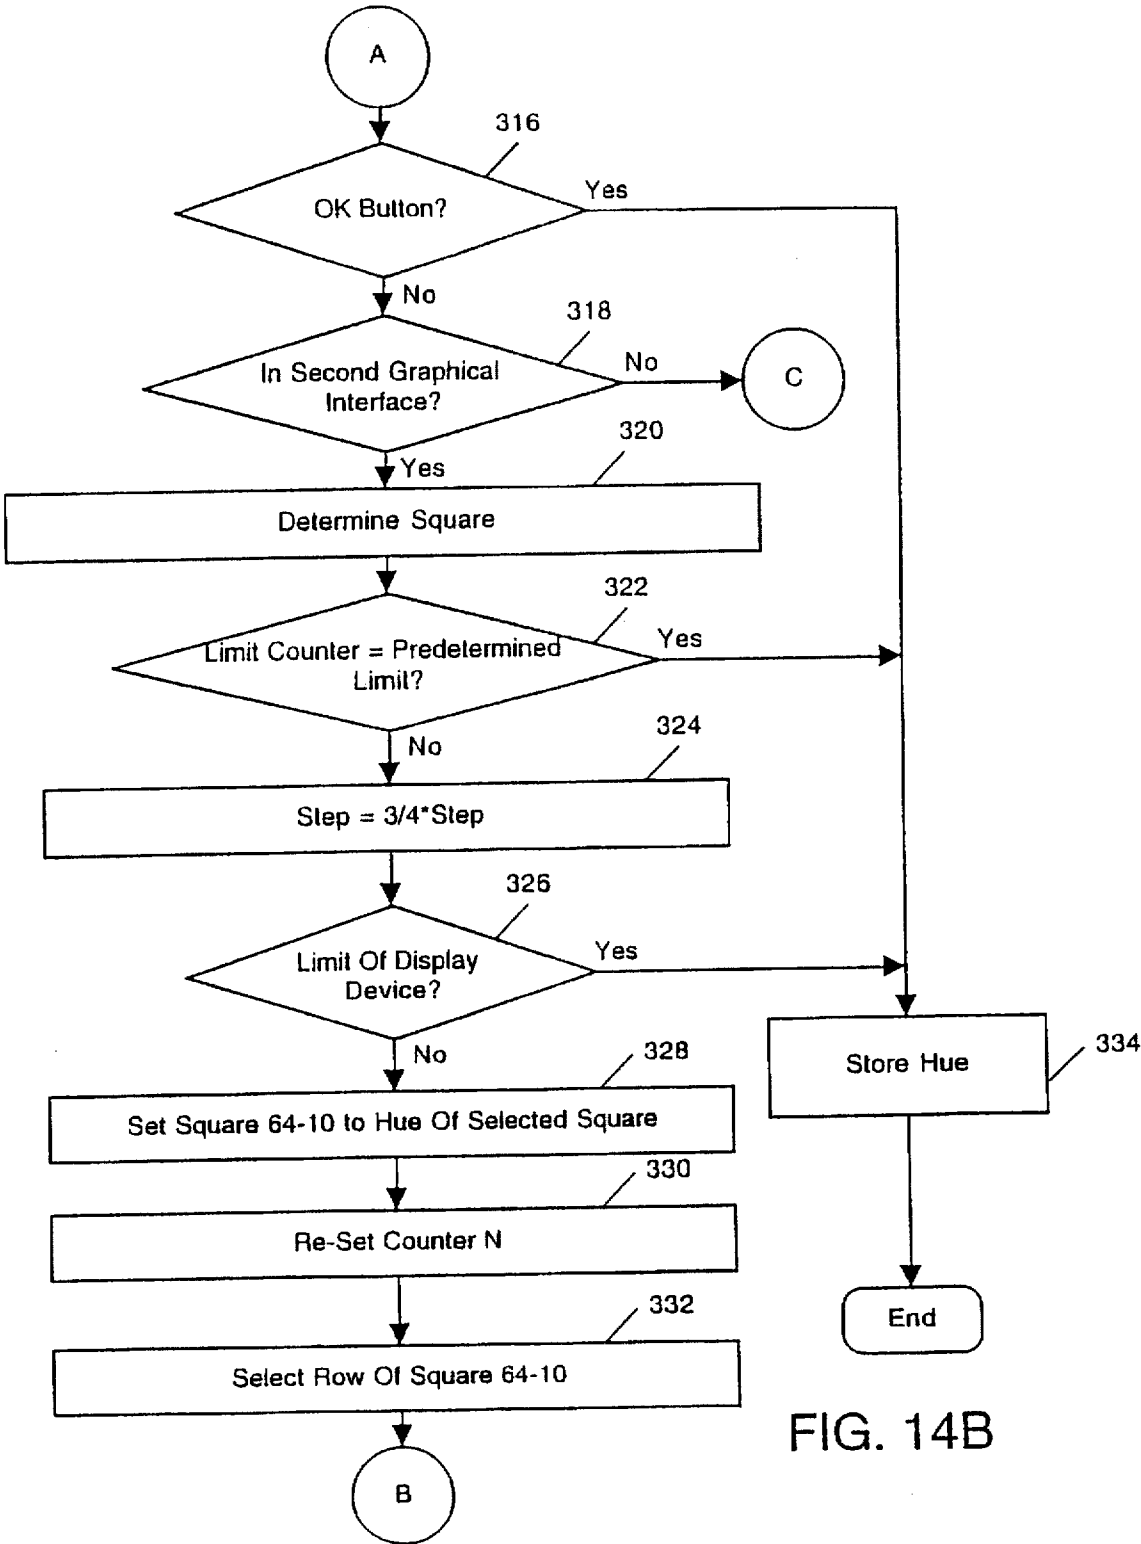 A
316
OK Button?
Yes
No
318
In Second Graphical
Interface?
No
C
320
Yes
Determine Square
322
Limit Counter = Predetermined
Limit?
Yes
324
No
Step = 3/4*Step
326
Limit Of Display
Device?
Yes
No
328
Set Square 64-10 to Hue Of Selected Square
Store Hue
334
330
Re-Set Counter N
332
Select Row Of Square 64-10
End
B
FIG. 14B